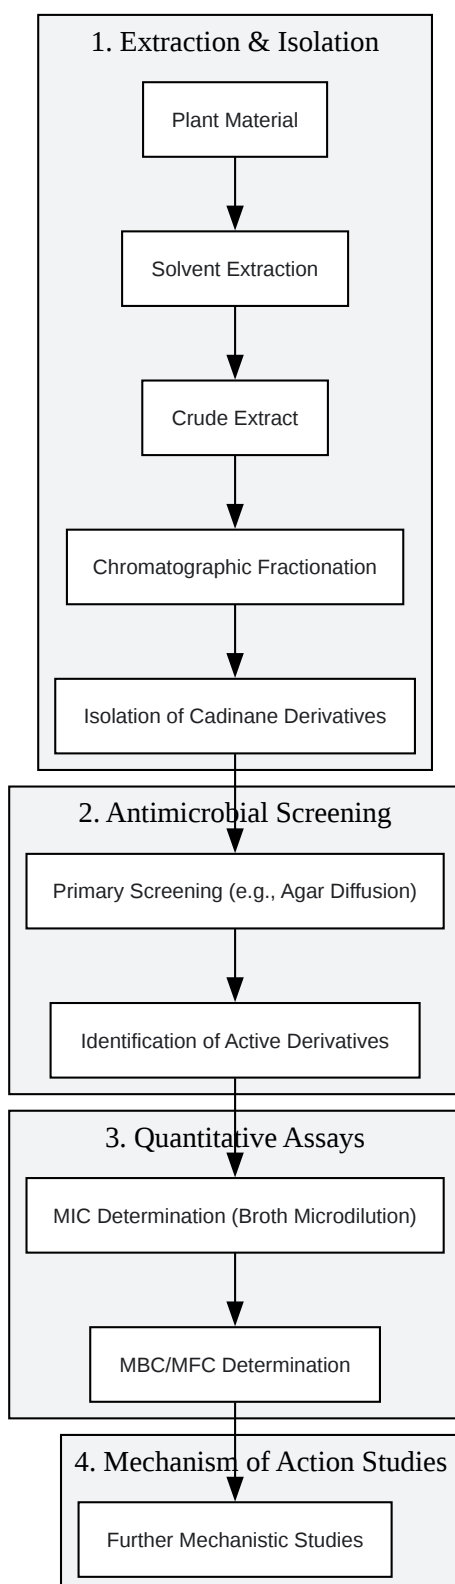 1. Extraction & Isolation
Plant Material
Solvent Extraction
Crude Extract
Chromatographic Fractionation
Isolation of Cadinane Derivatives
2. Antimicrobial Screening
Primary Screening (e.g., Agar Diffusion)
Identification of Active Derivatives
3. Quantitative Assays
MIC Determination (Broth Microdilution)
MBC/MFC Determination
4. Mechanism of Action Studies
Further Mechanistic Studies